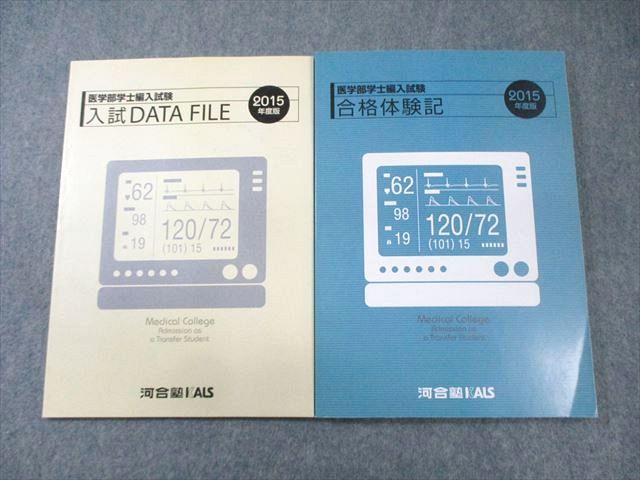 医学部学士編入試験
入試DATA FILE
2015
年度版
62
98
19
120/72
(101) 15
Medical College
Admission as
a Transfer Student
河合塾KALS
医学部学士編入試験
合格体験記
2015
年度版
62
98
19
120/72
(101) 15
Medical College
Admission as
a Transfer Student
河合塾KALS